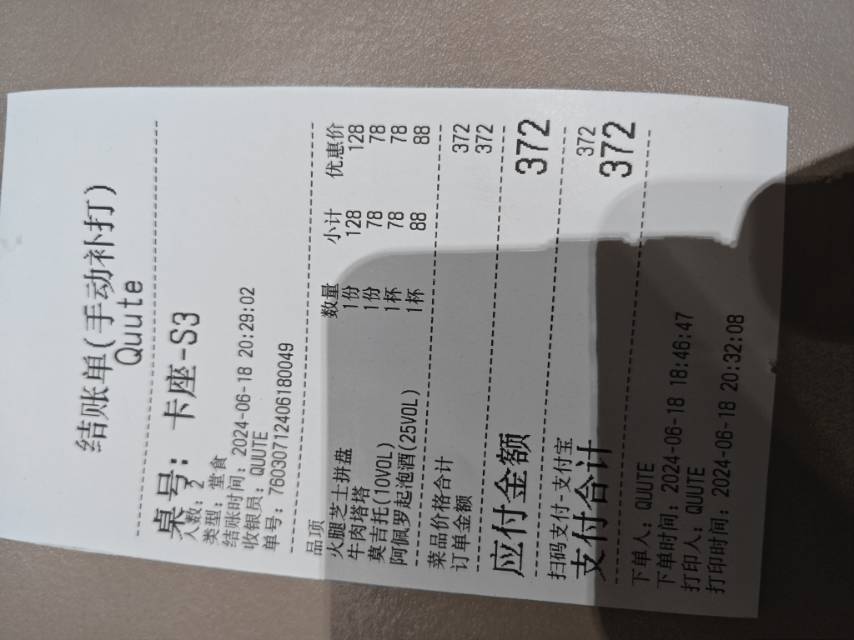 结账单(手动补打)
Quute
桌号: 卡座-S3
人数: 2
类型: 堂食
结账时间: 2024-06-18 20:29:02
收银员: QUUTE
单号: 760307124061800​49
品项 数量 小计 优惠价
火腿芝士拼盘 1份 128 128
牛肉塔塔 1份 78 78
莫吉托(10VOL) 1杯 78 78
阿佩罗起泡酒(25VOL) 1杯 88 88
菜品价格合计 372
订单金额 372
应付金额 372
扫码支付-支付宝 372
支付合计 372
下单人: QUUTE
下单时间: 2024-06-18 18:46:47
打印人: QUUTE
打印时间: 2024-06-18 20:32:08